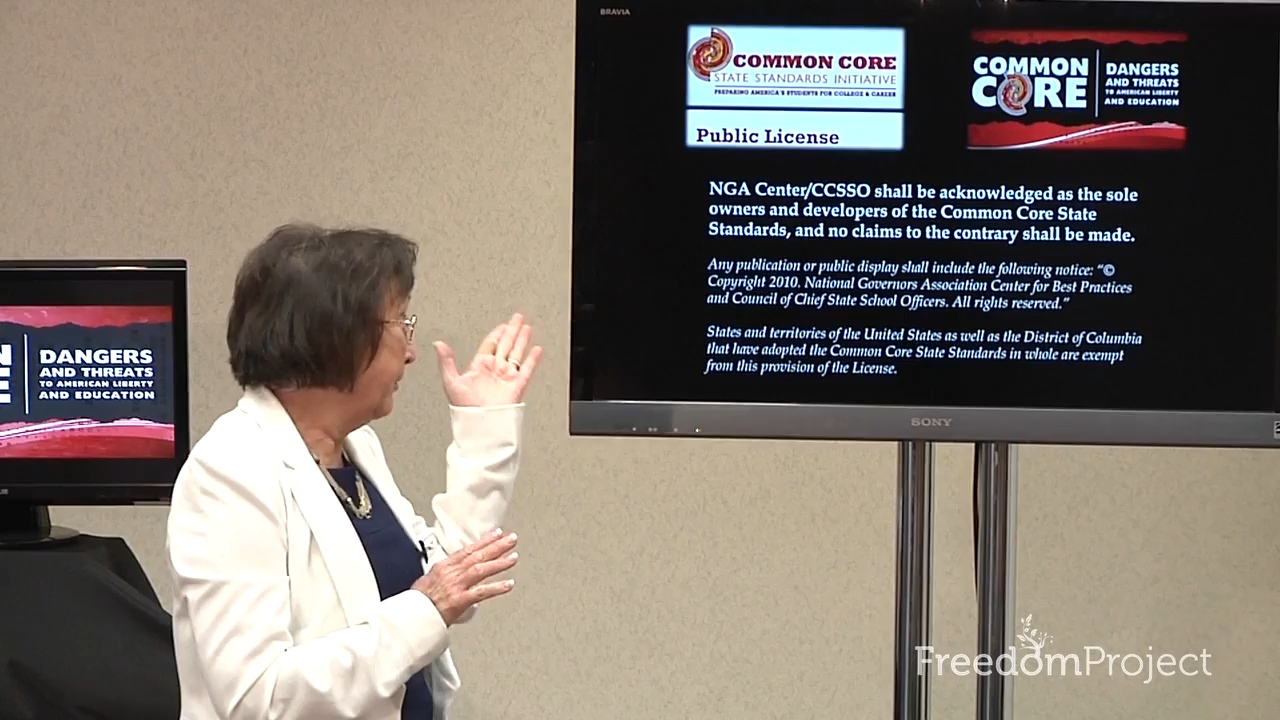 BRAVIA
COMMON CORE
STATE STANDARDS INITIATIVE
PREPARING AMERICA'S STUDENTS FOR COLLEGE & CAREER
Public License
COMMON
CORE
DANGERS
AND THREATS
TO AMERICAN LIBERTY
AND EDUCATION
NGA Center/CCSSO shall be acknowledged as the sole
owners and developers of the Common Core State
Standards, and no claims to the contrary shall be made.
Any publication or public display shall include the following notice: “©
Copyright 2010. National Governors Association Center for Best Practices
and Council of Chief State School Officers. All rights reserved.”
States and territories of the United States as well as the District of Columbia
that have adopted the Common Core State Standards in whole are exempt
from this provision of the License.
SONY
N
E
DANGERS
AND THREATS
TO AMERICAN LIBERTY
AND EDUCATION
FreedomProject